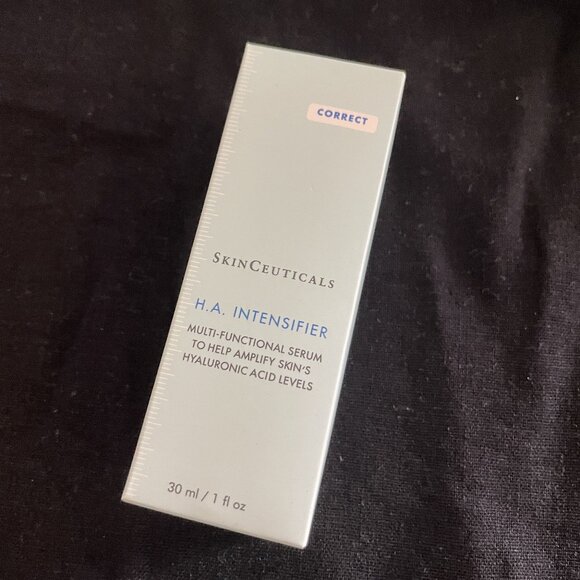 CORRECT
SKINCEUTICALS
H.A. INTENSIFIER
MULTI-FUNCTIONAL SERUM
TO HELP AMPLIFY SKIN'S
HYALURONIC ACID LEVELS
30 ml / 1 fl oz